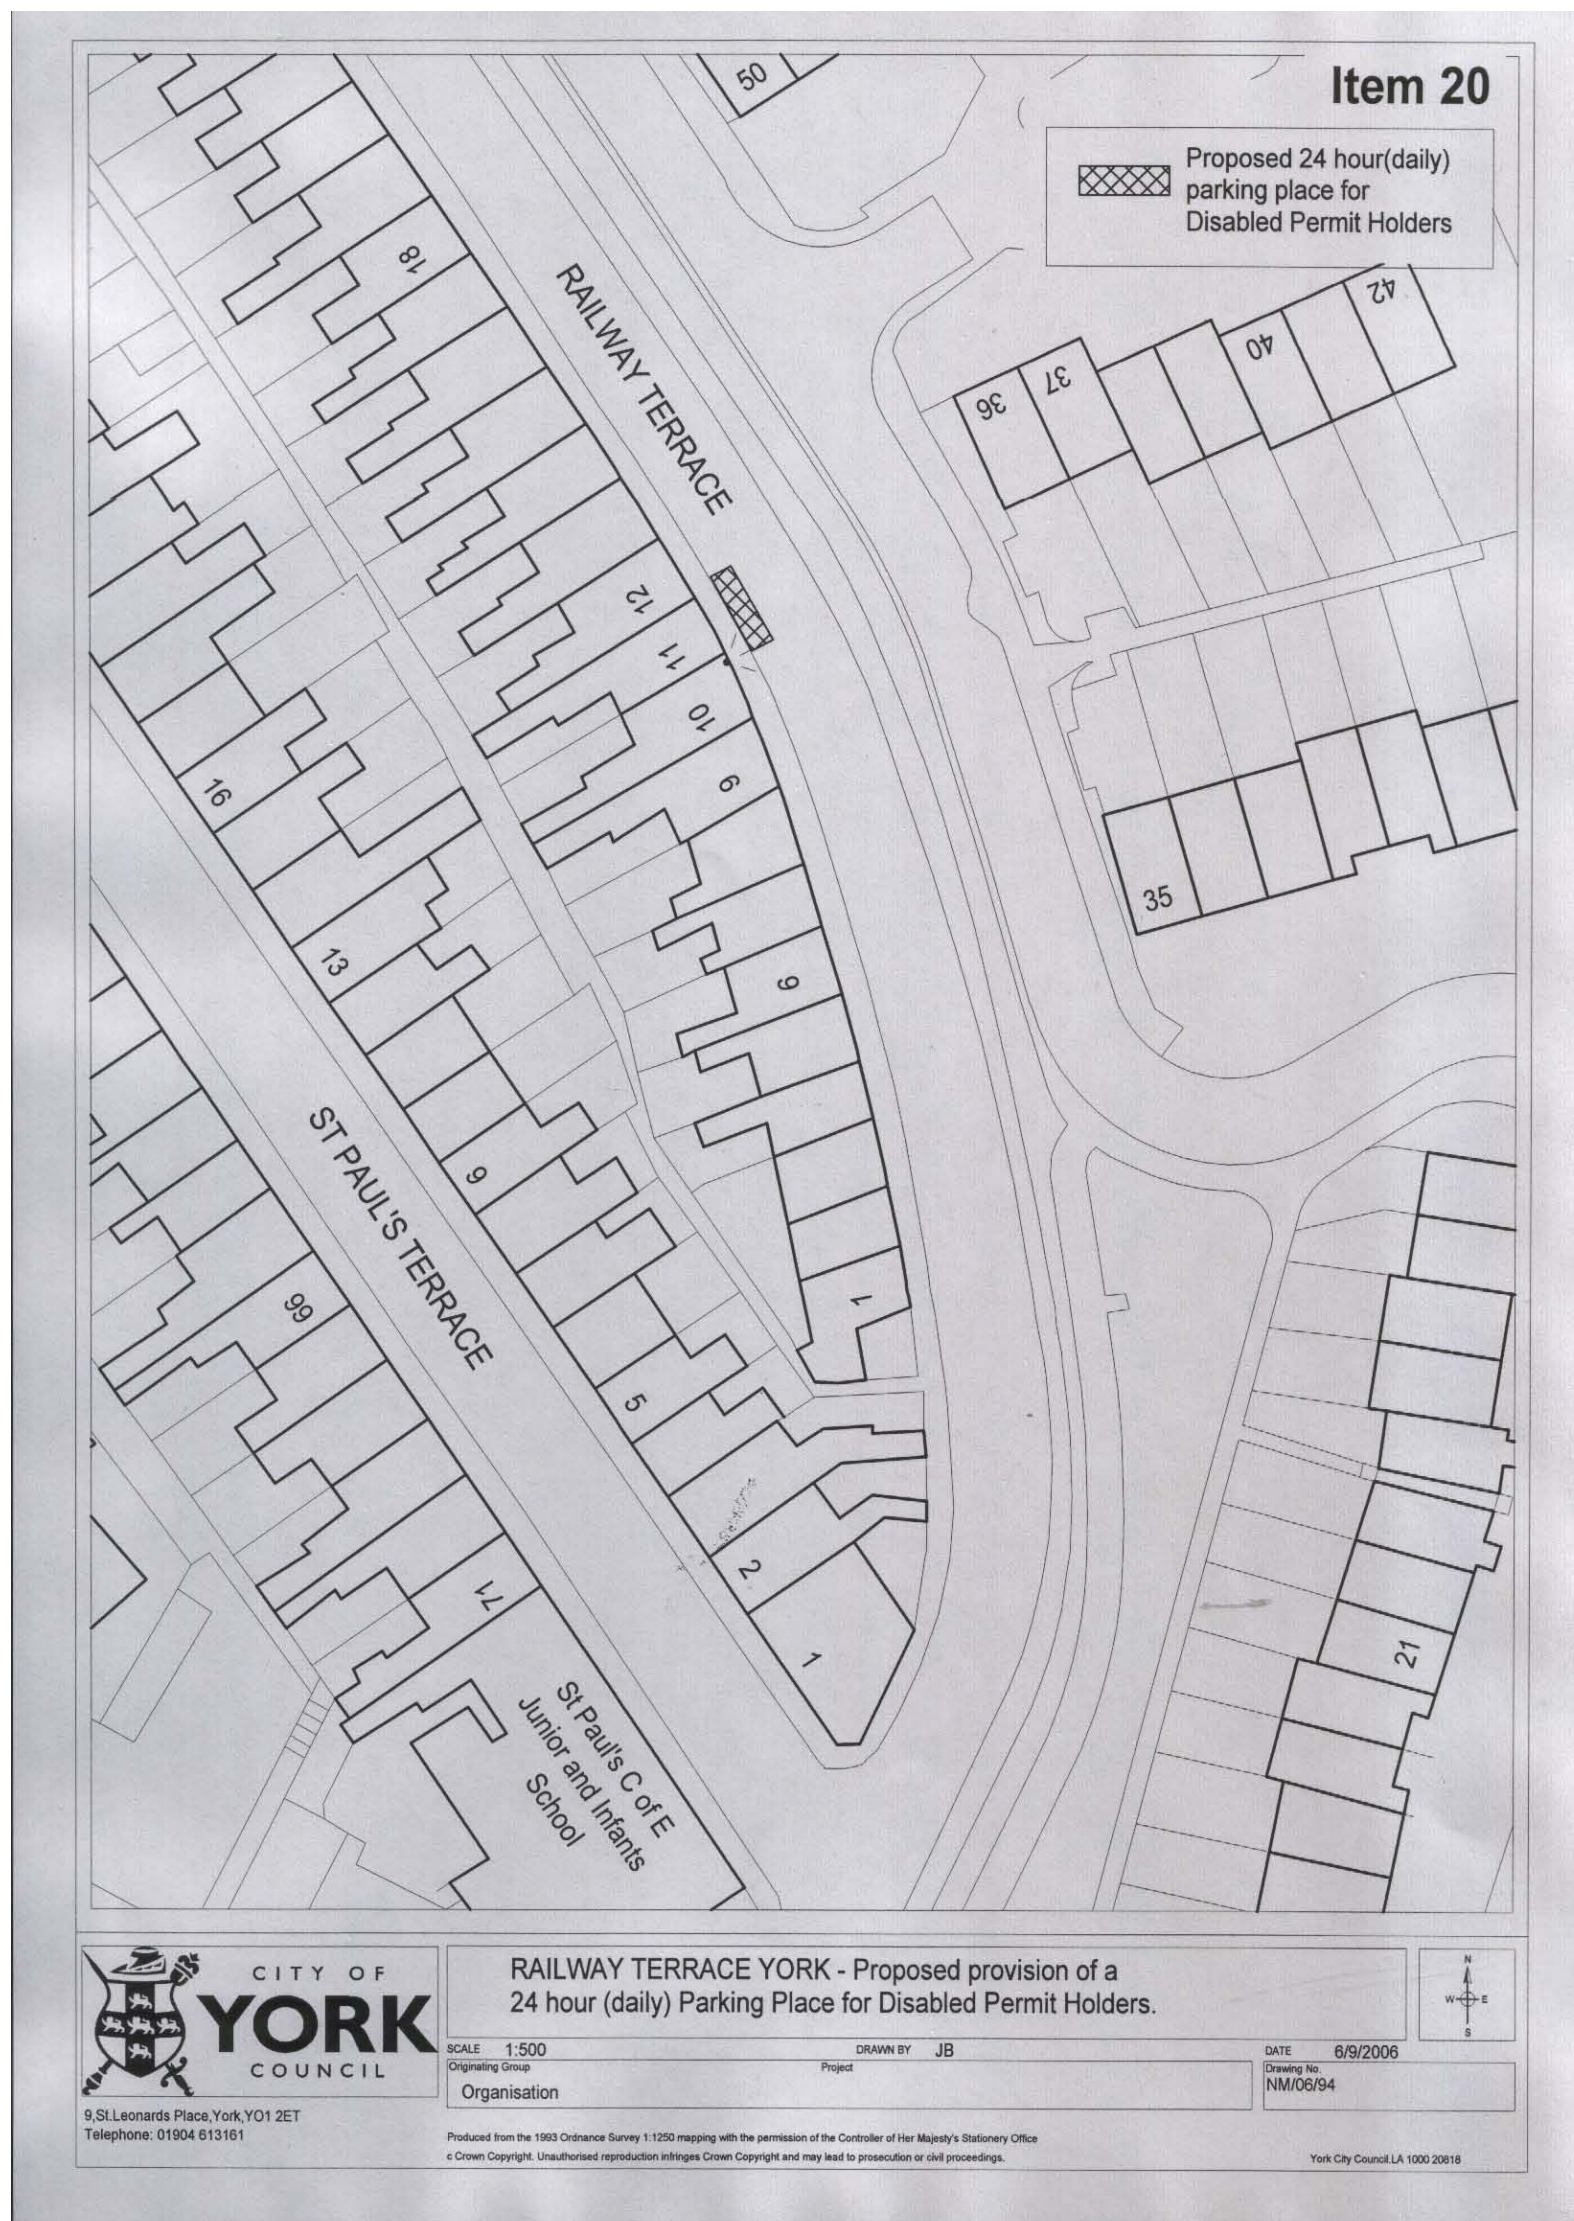 Item 20
Proposed 24 hour(daily)
parking place for
Disabled Permit Holders
50
18
RAILWAY TERRACE
42
40
37
36
12
11
10
9
16
35
13
6
ST PAUL'S TERRACE
9
66
1
5
2
71
1
21
St Paul's C of E
Junior and Infants
School
CITY OF
YORK
COUNCIL
9,St.Leonards Place,York,YO1 2ET
Telephone: 01904 613161
RAILWAY TERRACE YORK - Proposed provision of a
24 hour (daily) Parking Place for Disabled Permit Holders.
N
W E
S
SCALE 1:500
DRAWN BY JB
DATE 6/9/2006
Originating Group
Organisation
Project
Drawing No.
NM/06/94
Produced from the 1993 Ordnance Survey 1:1250 mapping with the permission of the Controller of Her Majesty's Stationery Office
c Crown Copyright. Unauthorised reproduction infringes Crown Copyright and may lead to prosecution or civil proceedings.
York City Council.LA 1000 20818